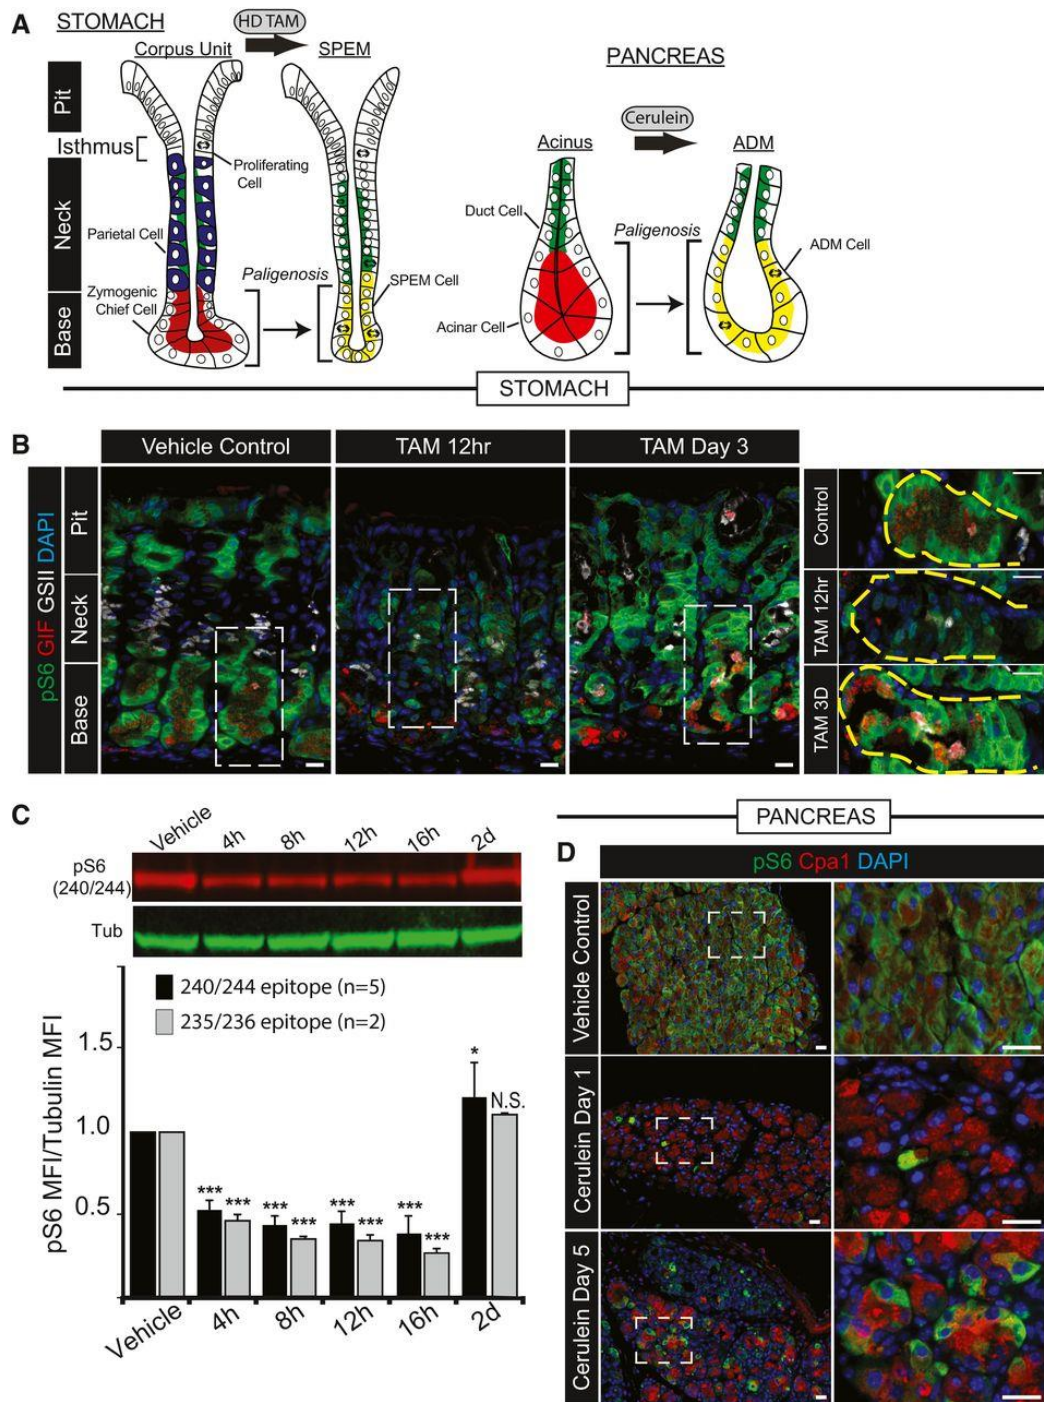 A
STOMACH
HD TAM
Corpus Unit
SPEM
PANCREAS
Pit
Cerulein
Isthmus
Acinus
ADM
Proliferating
Cell
Neck
Duct Cell
Parietal Cell
Paligenosis
Paligenosis
ADM Cell
SPEM Cell
Zymogenic
Chief Cell
Base
Acinar Cell
STOMACH
B
Vehicle Control
TAM 12hr
TAM Day 3
pS6 GIF GSII DAPI
Pit
Neck
Base
Control
TAM 12hr
TAM 3D
C
Vehicle
4h
8h
12h
16h
2d
pS6
(240/244)
Tub
240/244 epitope (n=5)
235/236 epitope (n=2)
pS6 MFI/Tubulin MFI
1.5
1.0
0.5
*** *** *** *** *** *** *** *** * N.S.
Vehicle
4h
8h
12h
16h
2d
PANCREAS
D
pS6 Cpa1 DAPI
Vehicle Control
Cerulein Day 1
Cerulein Day 5